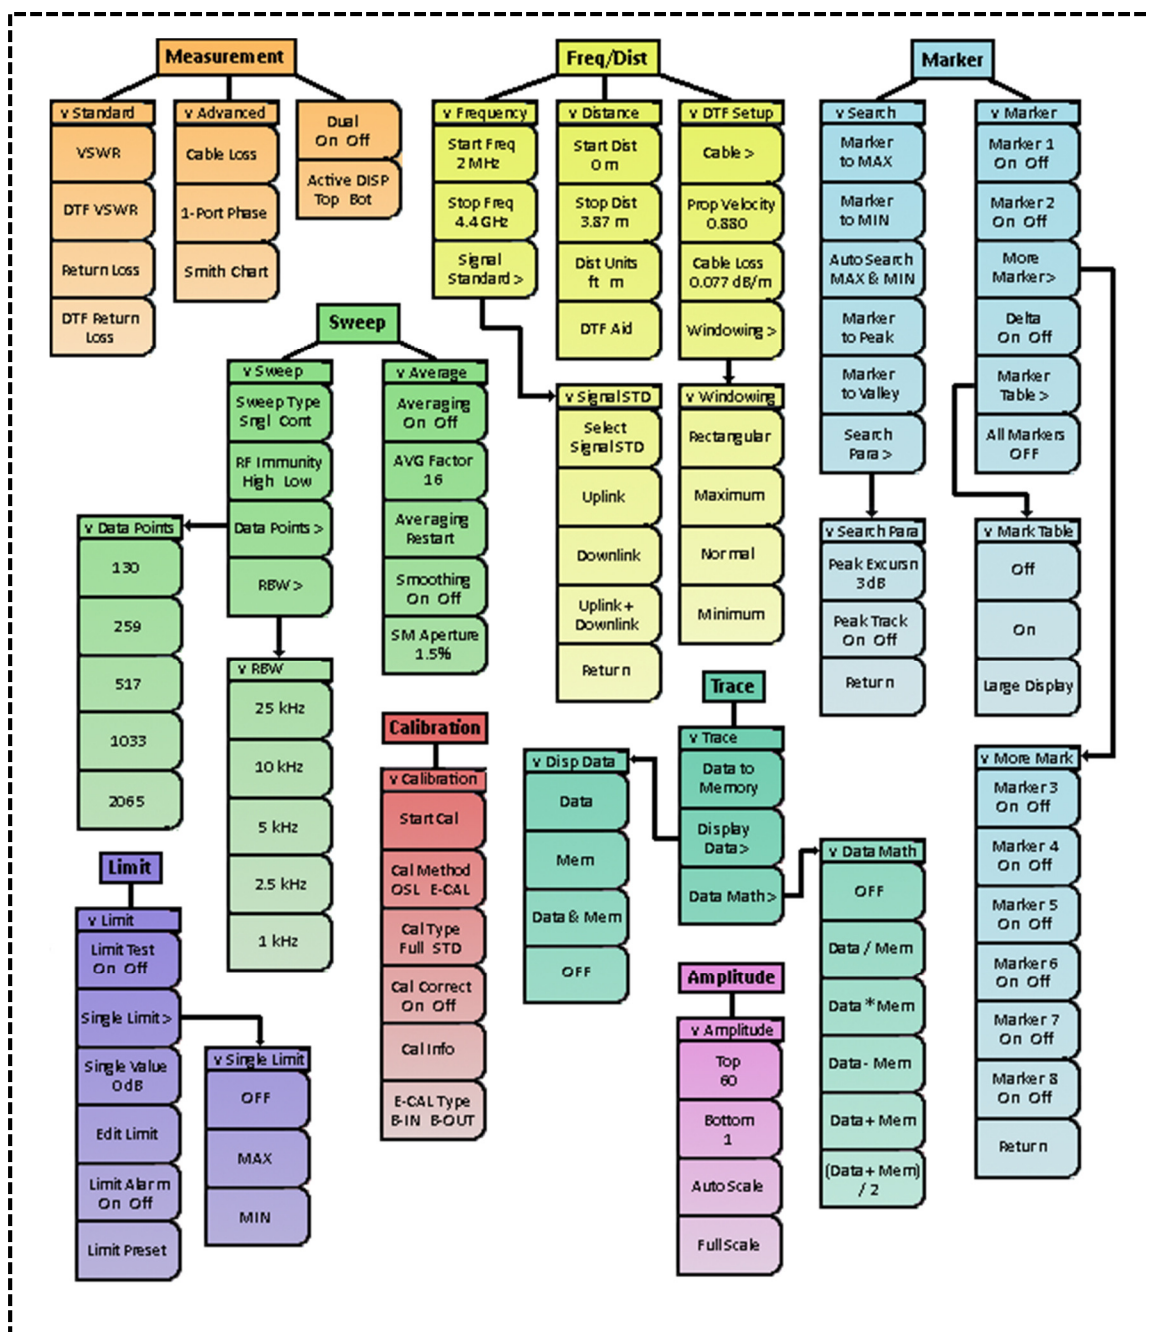 Measurement
v Standard
VSWR
DTF VSWR
Return Loss
DTF Return
Loss
v Advanced
Cable Loss
1-Port Phase
Smith Chart
Dual
On Off
Active DISP
Top Bot
Freq/Dist
v Frequency
Start Freq
2 MHz
Stop Freq
4.4 GHz
Signal
Standard >
v Distance
Start Dist
0 m
Stop Dist
3.87 m
Dist Units
ft m
DTF Aid
v DTF Setup
Cable >
Prop Velocity
0.880
Cable Loss
0.077 dB/m
Windowing >
v Signal STD
Select
Signal STD
Uplink
Downlink
Uplink +
Downlink
Return
v Windowing
Rectangular
Maximum
Normal
Minimum
Marker
v Search
Marker
to MAX
Marker
to MIN
Auto Search
MAX & MIN
Marker
to Peak
Marker
to Valley
Search
Para >
v Marker
Marker 1
On Off
Marker 2
On Off
More
Marker >
Delta
On Off
Marker
Table >
All Markers
OFF
v Search Para
Peak Excursn
3 dB
Peak Track
On Off
Return
v Mark Table
Off
On
Large Display
v More Mark
Marker 3
On Off
Marker 4
On Off
Marker 5
On Off
Marker 6
On Off
Marker 7
On Off
Marker 8
On Off
Return
Sweep
v Sweep
Sweep Type
Sngl Cont
RF Immunity
High Low
Data Points >
RBW >
v Average
Averaging
On Off
AVG Factor
16
Averaging
Restart
Smoothing
On Off
SM Aperture
1.5%
v Data Points
130
259
517
1033
2065
v RBW
25 kHz
10 kHz
5 kHz
2.5 kHz
1 kHz
Calibration
v Calibration
Start Cal
Cal Method
OSL E-CAL
Cal Type
Full STD
Cal Correct
On Off
Cal Info
E-CAL Type
B-IN B-OUT
Trace
v Trace
Data to
Memory
Display
Data >
Data Math >
v Disp Data
Data
Mem
Data & Mem
OFF
v Data Math
OFF
Data / Mem
Data * Mem
Data - Mem
Data + Mem
(Data + Mem)
/ 2
Limit
v Limit
Limit Test
On Off
Single Limit >
Single Value
0 dB
Edit Limit
Limit Alarm
On Off
Limit Preset
v Single Limit
OFF
MAX
MIN
Amplitude
v Amplitude
Top
60
Bottom
1
Auto Scale
Full Scale